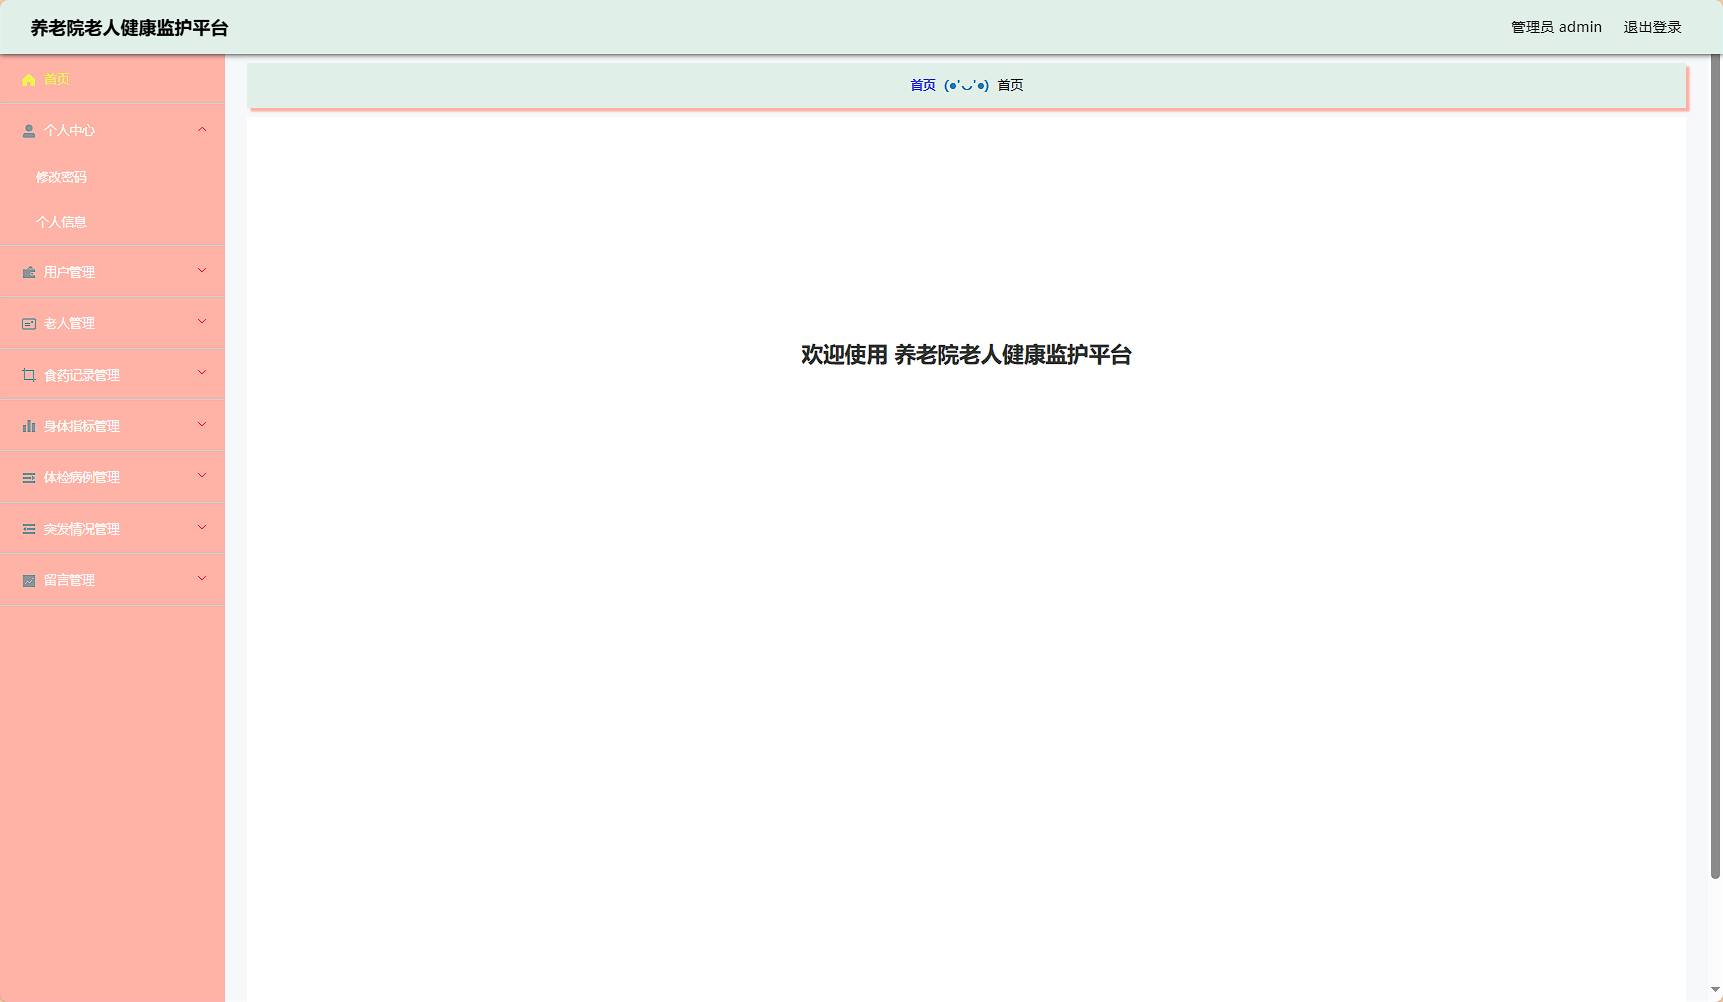 养老院老人健康监护平台
管理员 admin 退出登录
首页
首页 (●'◡'●) 首页
个人中心
修改密码
个人信息
用户管理
老人管理
食药记录管理
身体指标管理
体检病例管理
突发情况管理
留言管理
欢迎使用 养老院老人健康监护平台